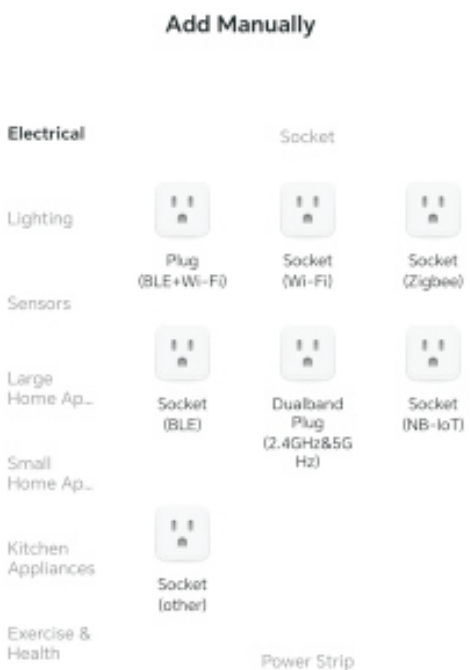 Add Manually
Electrical
Lighting
Sensors
Large
Home Ap...
Small
Home Ap...
Kitchen
Appliances
Exercise &
Health
Socket
Plug
(BLE+Wi-Fi)
Socket
(Wi-Fi)
Socket
(Zigbee)
Socket
(BLE)
Dualband
Plug
(2.4GHz&5G
Hz)
Socket
(NB-IoT)
Socket
(other)
Power Strip